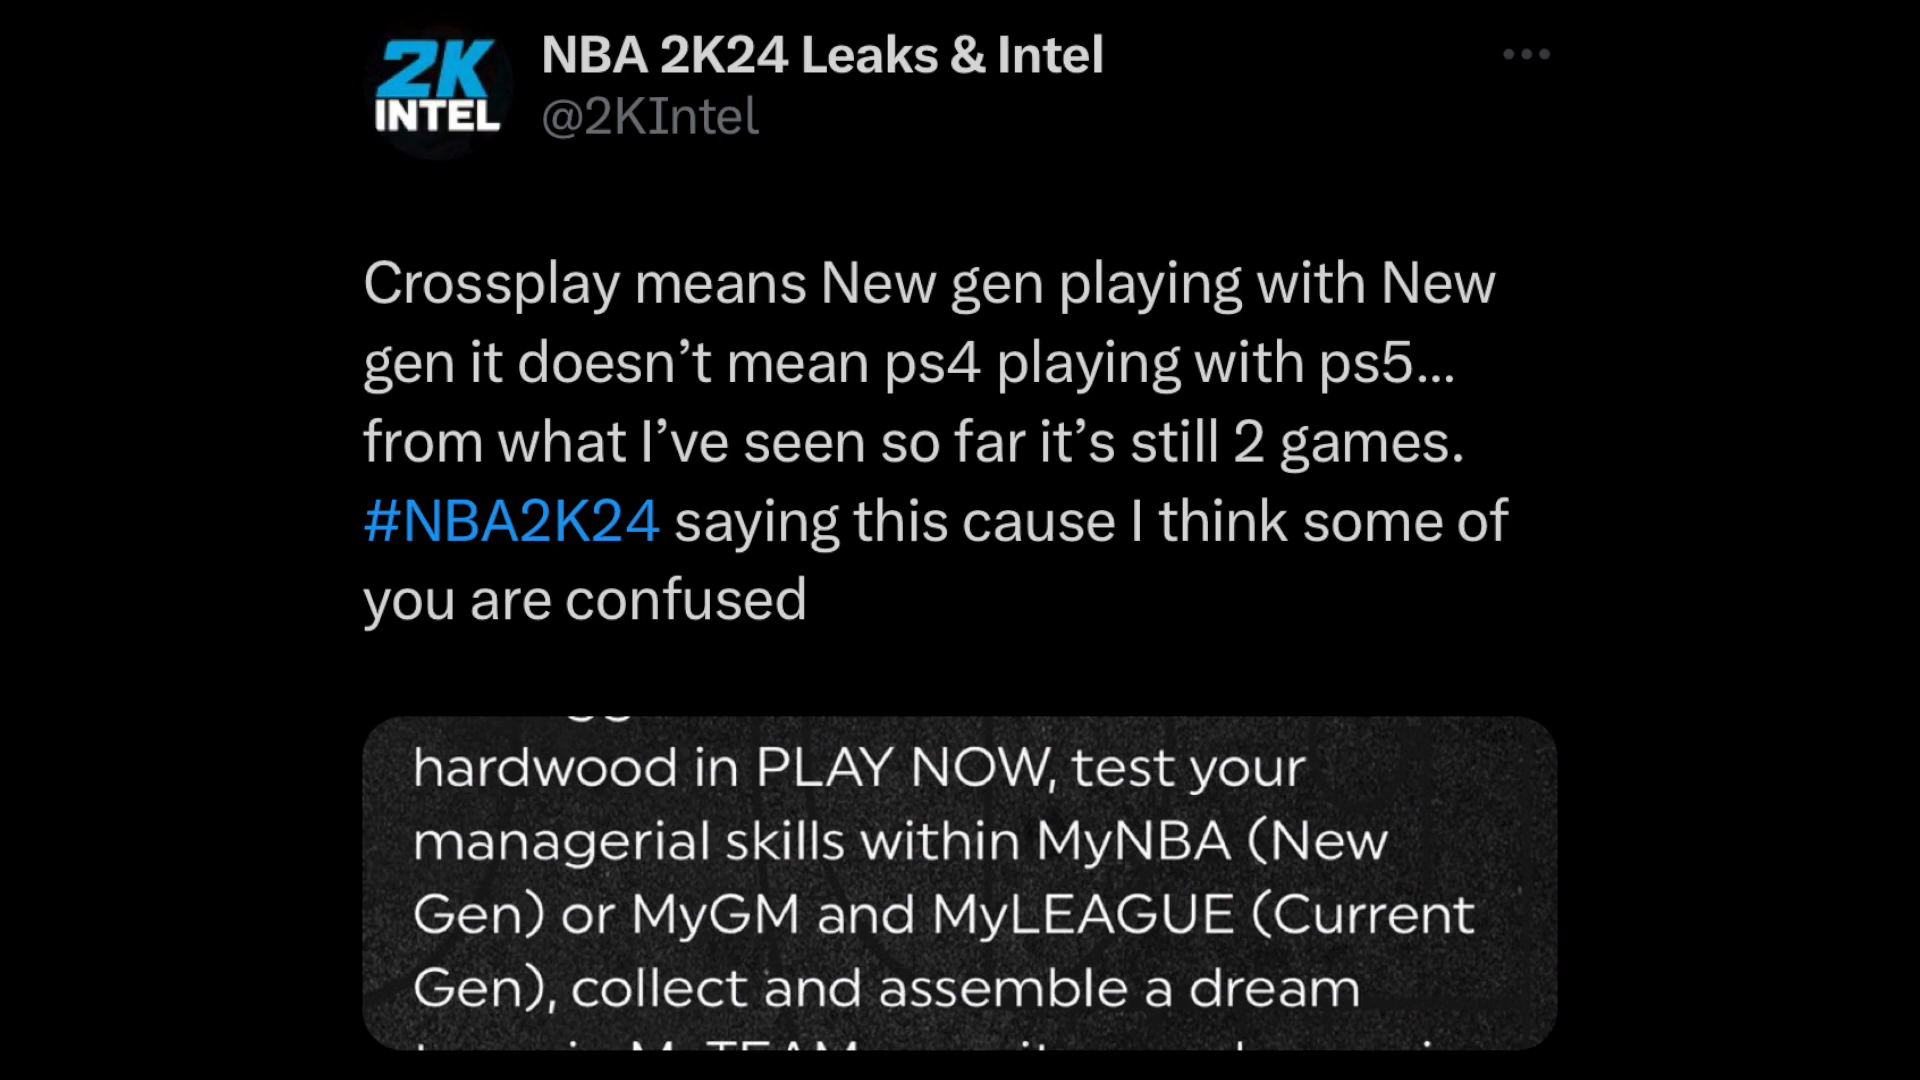 2K
INTEL
NBA 2K24 Leaks & Intel
@2KIntel
Crossplay means New gen playing with New
gen it doesn’t mean ps4 playing with ps5...
from what I’ve seen so far it’s still 2 games.
#NBA2K24 saying this cause I think some of
you are confused
hardwood in PLAY NOW, test your
managerial skills within MyNBA (New
Gen) or MyGM and MyLEAGUE (Current
Gen), collect and assemble a dream